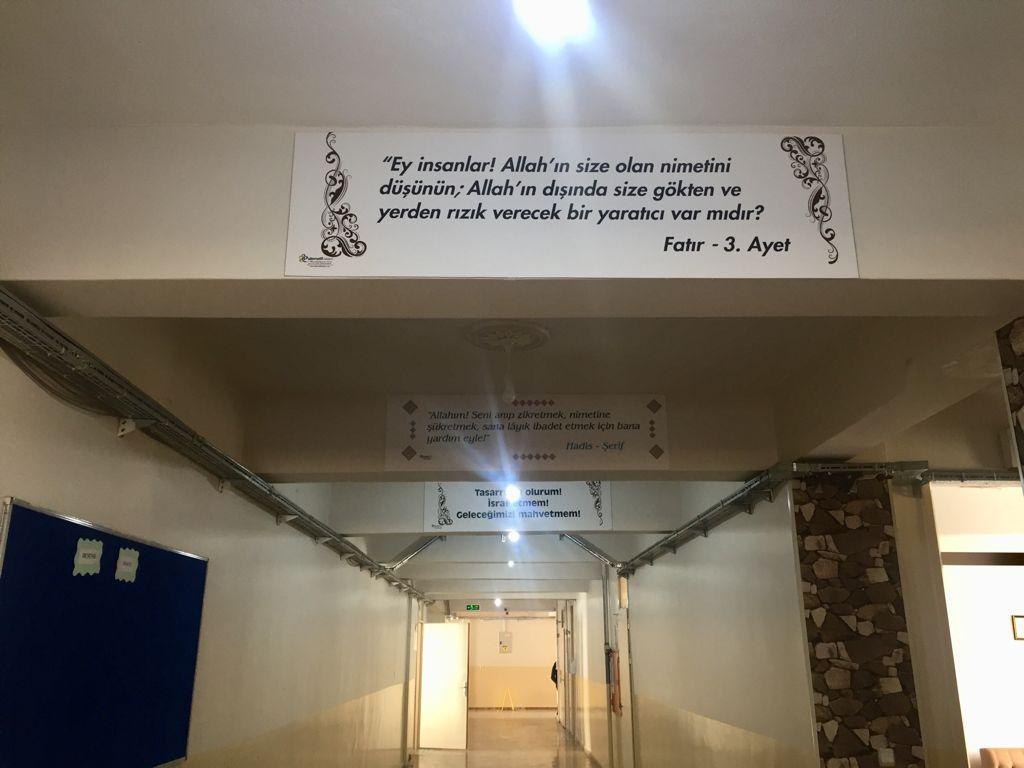 “Ey insanlar! Allah’ın size olan nimetini
düşünün; Allah’ın dışında size gökten ve
yerden rızık verecek bir yaratıcı var mıdır?
Fatır - 3. Ayet
"Allahım! Seni anıp zikretmek, nimetine
şükretmek, sana lâyık ibadet etmek için bana
yardım eyle!"
Hadis - Şerif
olurum!
Geleceğimizi mahvetmem!